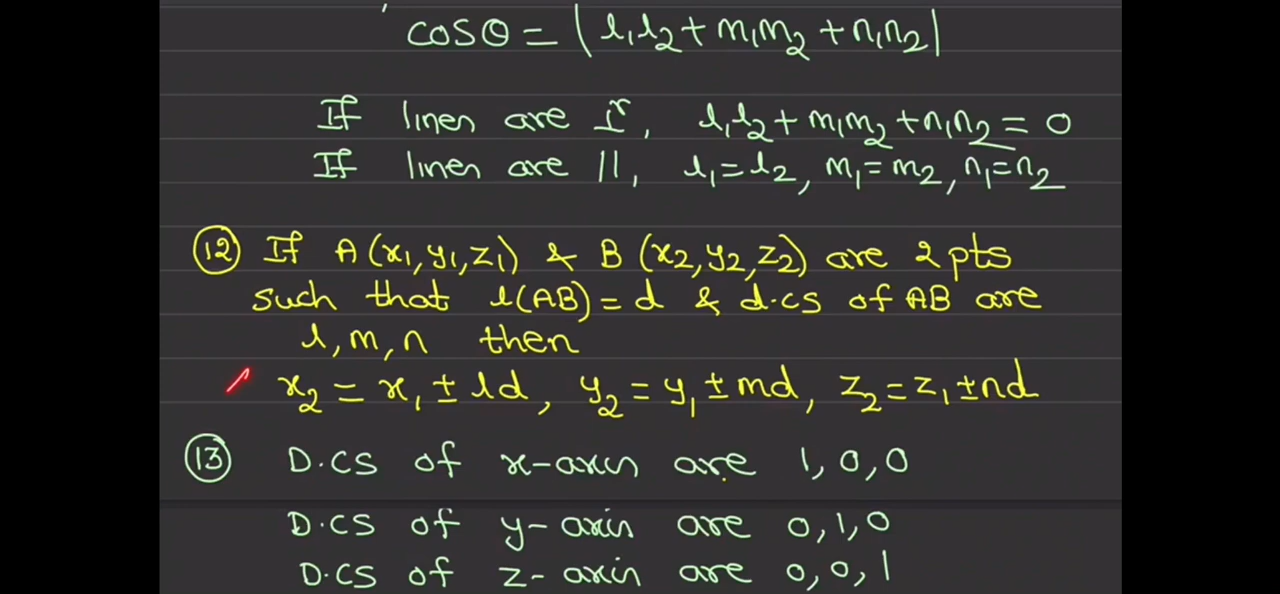 cosθ = |l₁l₂ + m₁m₂ + n₁n₂|
If lines are ⊥ʳ, l₁l₂ + m₁m₂ + n₁n₂ = 0
If lines are ||, l₁ = l₂, m₁ = m₂, n₁ = n₂
(12) If A (x₁, y₁, z₁) & B (x₂, y₂, z₂) are 2 pts
such that l(AB) = d & d.cs of AB are
l, m, n then
x₂ = x₁ ± ld, y₂ = y₁ ± md, z₂ = z₁ ± nd
(13) D.CS of x-axis are 1, 0, 0
D.CS of y-axis are 0, 1, 0
D.CS of z-axis are 0, 0, 1